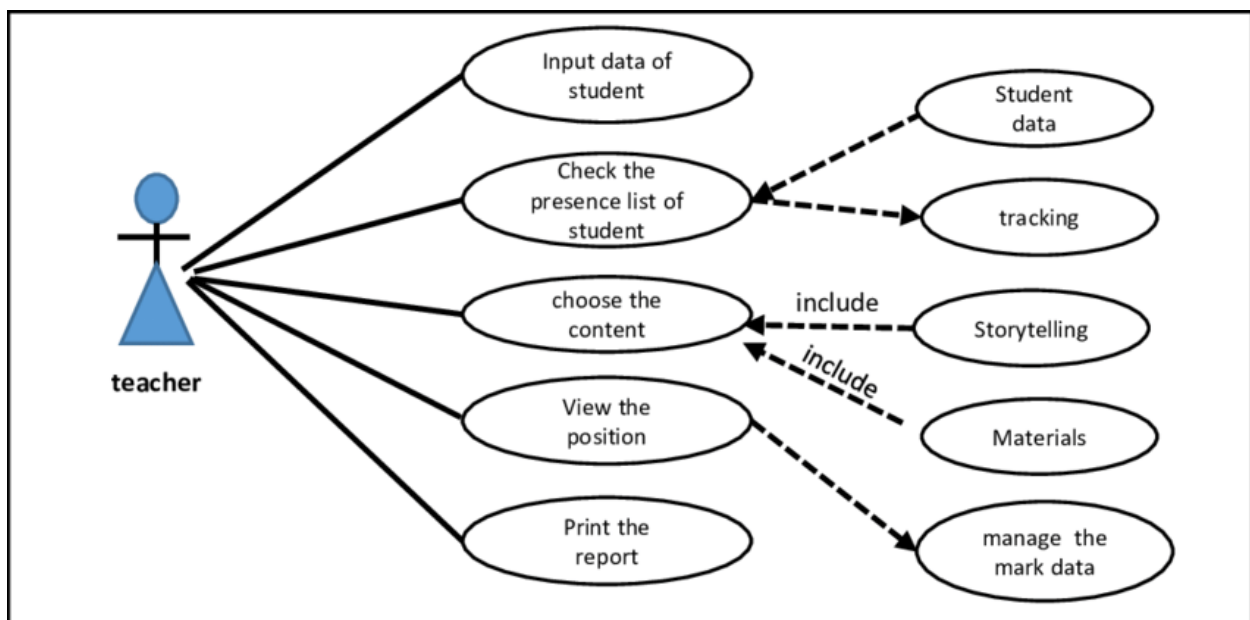 Input data of
student
Check the
presence list of
student
choose the
content
View the
position
Print the
report
teacher
include
include
Student
data
tracking
Storytelling
Materials
manage the
mark data